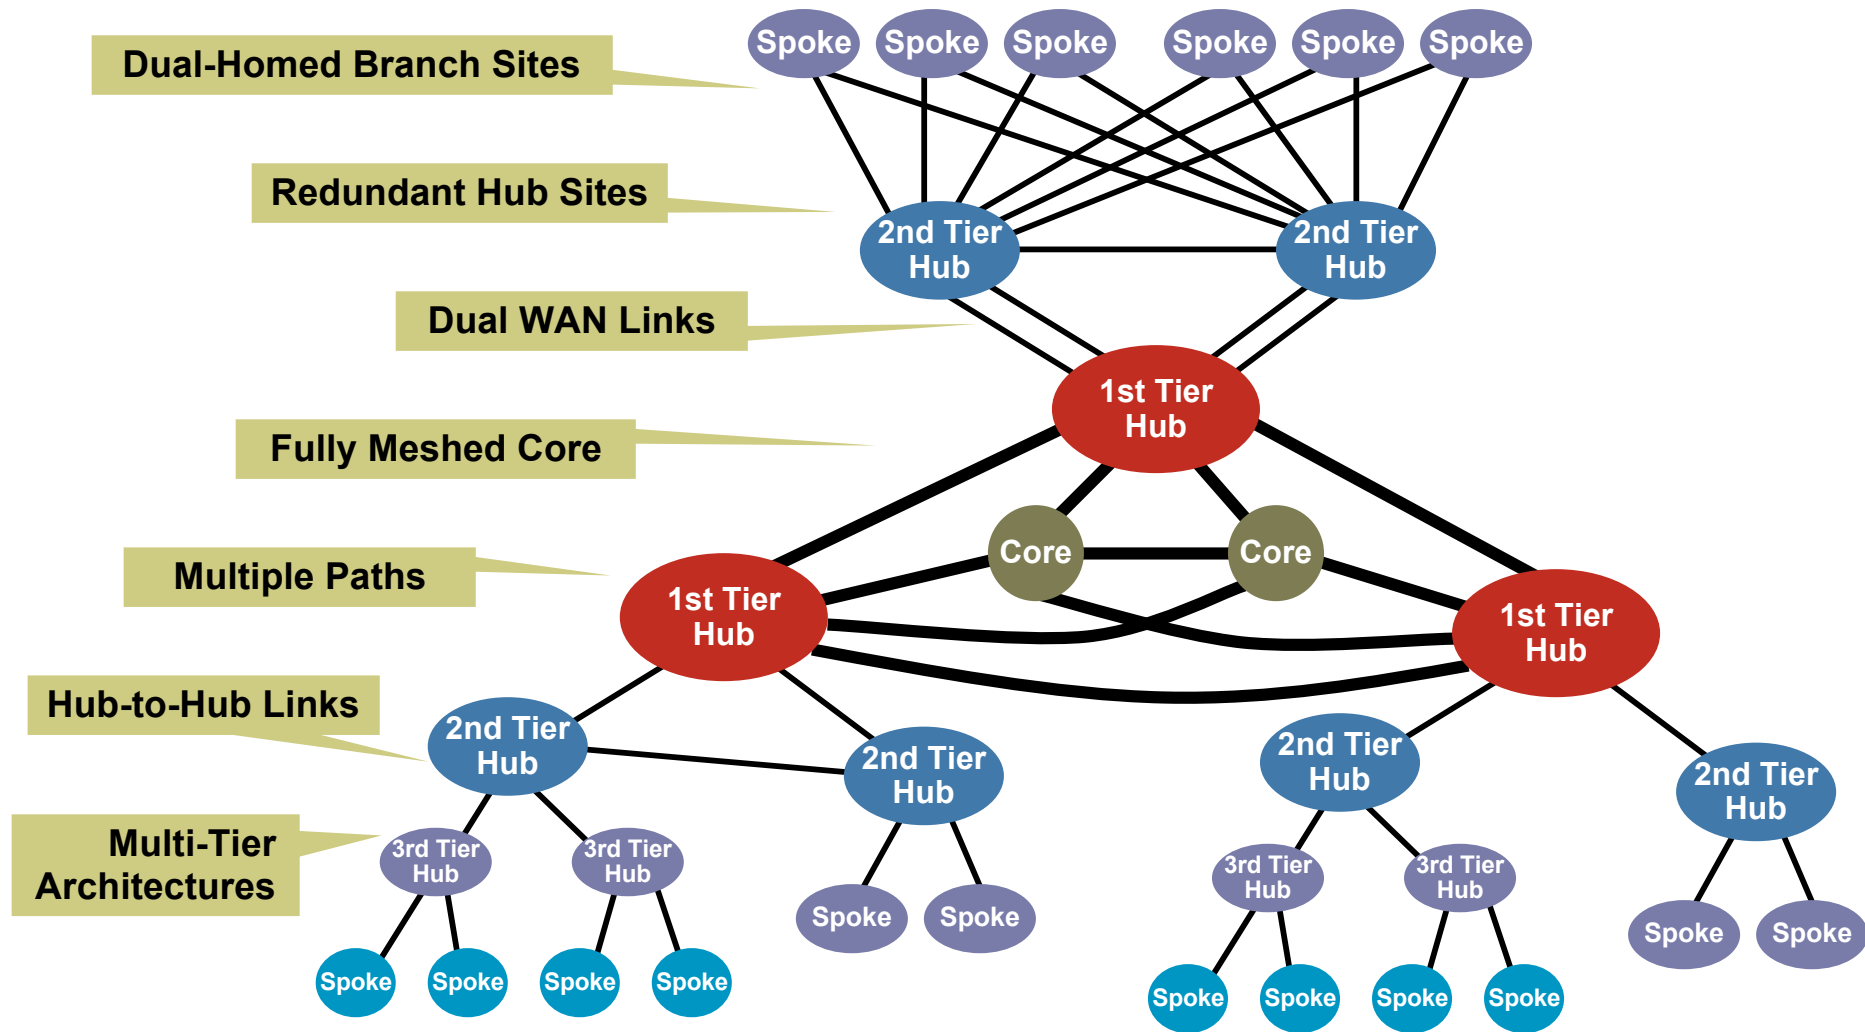 Spoke
Spoke
Spoke
Spoke
Spoke
Spoke
Dual-Homed Branch Sites
Redundant Hub Sites
2nd Tier
Hub
2nd Tier
Hub
Dual WAN Links
1st Tier
Hub
Fully Meshed Core
Core
Core
Multiple Paths
1st Tier
Hub
1st Tier
Hub
Hub-to-Hub Links
2nd Tier
Hub
2nd Tier
Hub
2nd Tier
Hub
2nd Tier
Hub
Multi-Tier
Architectures
3rd Tier
Hub
3rd Tier
Hub
3rd Tier
Hub
3rd Tier
Hub
Spoke
Spoke
Spoke
Spoke
Spoke
Spoke
Spoke
Spoke
Spoke
Spoke
Spoke
Spoke